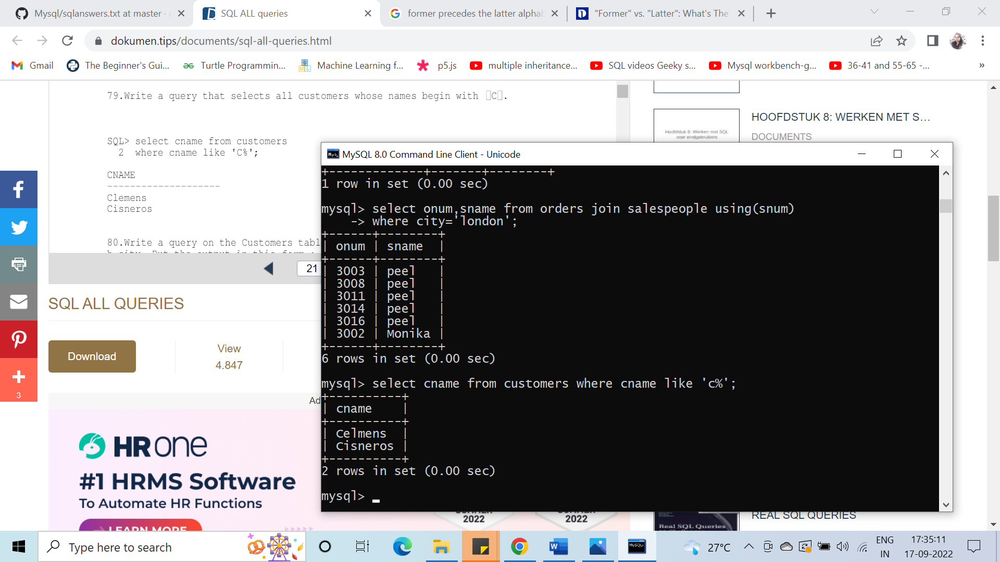 Mysql/sqlanswers.txt at master ·
SQL ALL queries
former precedes the latter alphab
"Former" vs. "Latter": What's The
dokumen.tips/documents/sql-all-queries.html
Gmail
The Beginner's Gui...
Turtle Programmin...
Machine Learning f...
p5.js
multiple inheritance...
SQL videos Geeky s...
Mysql workbench-g...
36-41 and 55-65 -...
»
79.Write a query that selects all customers whose names begin with C.
SQL> select cname from customers
2 where cname like 'C%';
CNAME
--------------------
Clemens
Cisneros
80.Write a query on the Customers tabl
21
SQL ALL QUERIES
Download
View
4.847
3
Ad
HR one
#1 HRMS Software
To Automate HR Functions
LEARN MORE
2022
2022
HOOFDSTUK 8: WERKEN MET S...
DOCUMENTS
Hoofdstuk 8: Werken met SQL
voor eindgebruikers
MySQL 8.0 Command Line Client - Unicode
+-------------+-------+--------+
1 row in set (0.00 sec)
mysql> select onum,sname from orders join salespeople using(snum)
-> where city='london';
+------+--------+
| onum | sname |
+------+--------+
| 3003 | peel |
| 3008 | peel |
| 3011 | peel |
| 3014 | peel |
| 3016 | peel |
| 3002 | Monika |
+------+--------+
6 rows in set (0.00 sec)
mysql> select cname from customers where cname like 'c%';
+----------+
| cname |
+----------+
| Celmens |
| Cisneros |
+----------+
2 rows in set (0.00 sec)
mysql>
REAL SQL QUERIES
Real SQL Queries
Type here to search
MySQL
27°C
ENG
IN
17:35:11
17-09-2022